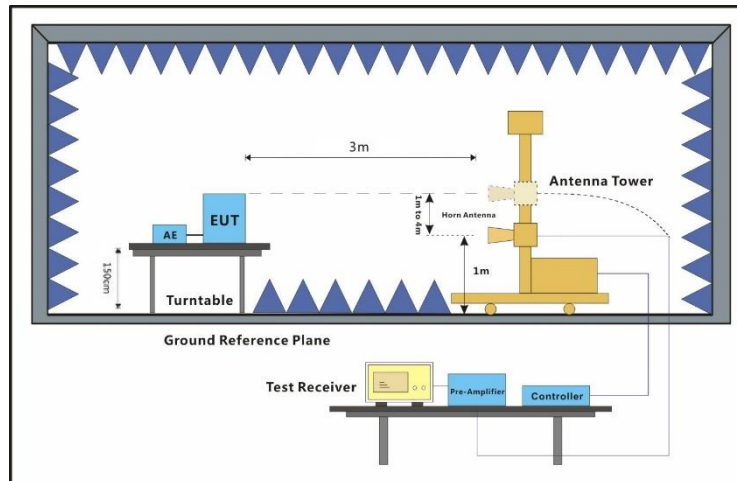 3m
Antenna Tower
1m to 4m
Horn Antenna
EUT
AE
150cm
1m
Turntable
Ground Reference Plane
Test Receiver
Pre-Amplifier
Controller